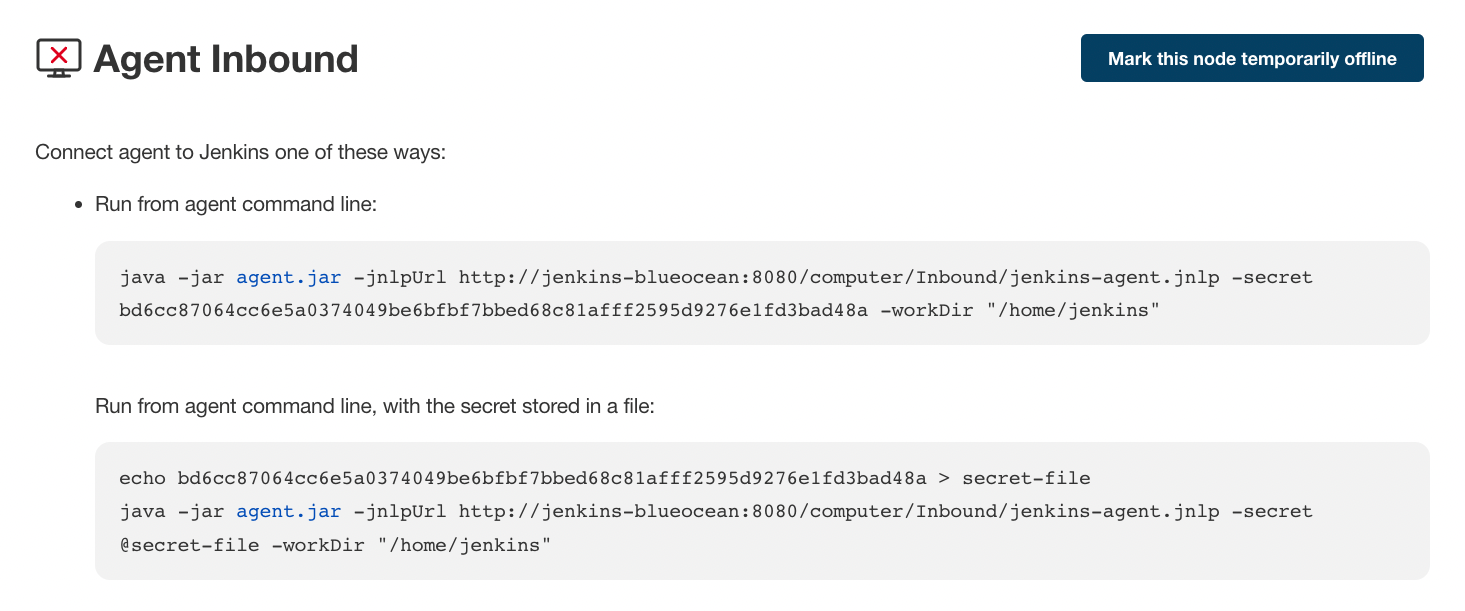 Agent Inbound
Mark this node temporarily offline
Connect agent to Jenkins one of these ways:
Run from agent command line:
java -jar agent.jar -jnlpUrl http://jenkins-blueocean:8080/computer/Inbound/jenkins-agent.jnlp -secret
bd6cc87064cc6e5a0374049be6bfbf7bbed68c81afff2595d9276e1fd3bad48a -workDir "/home/jenkins"
Run from agent command line, with the secret stored in a file:
echo bd6cc87064cc6e5a0374049be6bfbf7bbed68c81afff2595d9276e1fd3bad48a > secret-file
java -jar agent.jar -jnlpUrl http://jenkins-blueocean:8080/computer/Inbound/jenkins-agent.jnlp -secret
@secret-file -workDir "/home/jenkins"